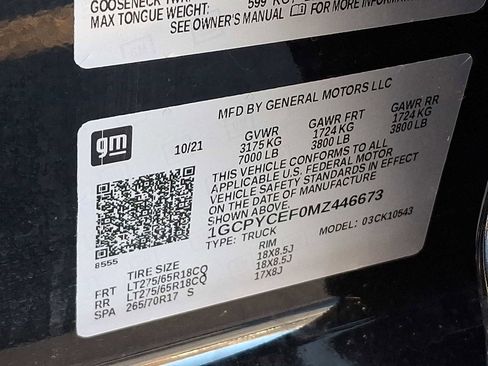 GOOSENECK
MAX TONGUE WEIGHT: 599
SEE OWNER'S MANUAL FOR MORE INFORMATION
MFD BY GENERAL MOTORS LLC
gm
10/21
GVWR GAWR FRT GAWR RR
3175 KG 1724 KG 1724 KG
7000 LB 3800 LB 3800 LB
THIS VEHICLE CONFORMS TO ALL
APPLICABLE U.S. FEDERAL MOTOR
VEHICLE SAFETY STANDARDS IN EFFECT
ON THE DATE OF MANUFACTURE
SHOWN ABOVE.
1GCPYCEF0MZ446673
TYPE: TRUCK MODEL: 03CK10543
8555
TIRE SIZE RIM
FRT LT275/65R18CQ 18X8.5J
RR LT275/65R18CQ 18X8.5J
SPA 265/70R17 S 17X8J